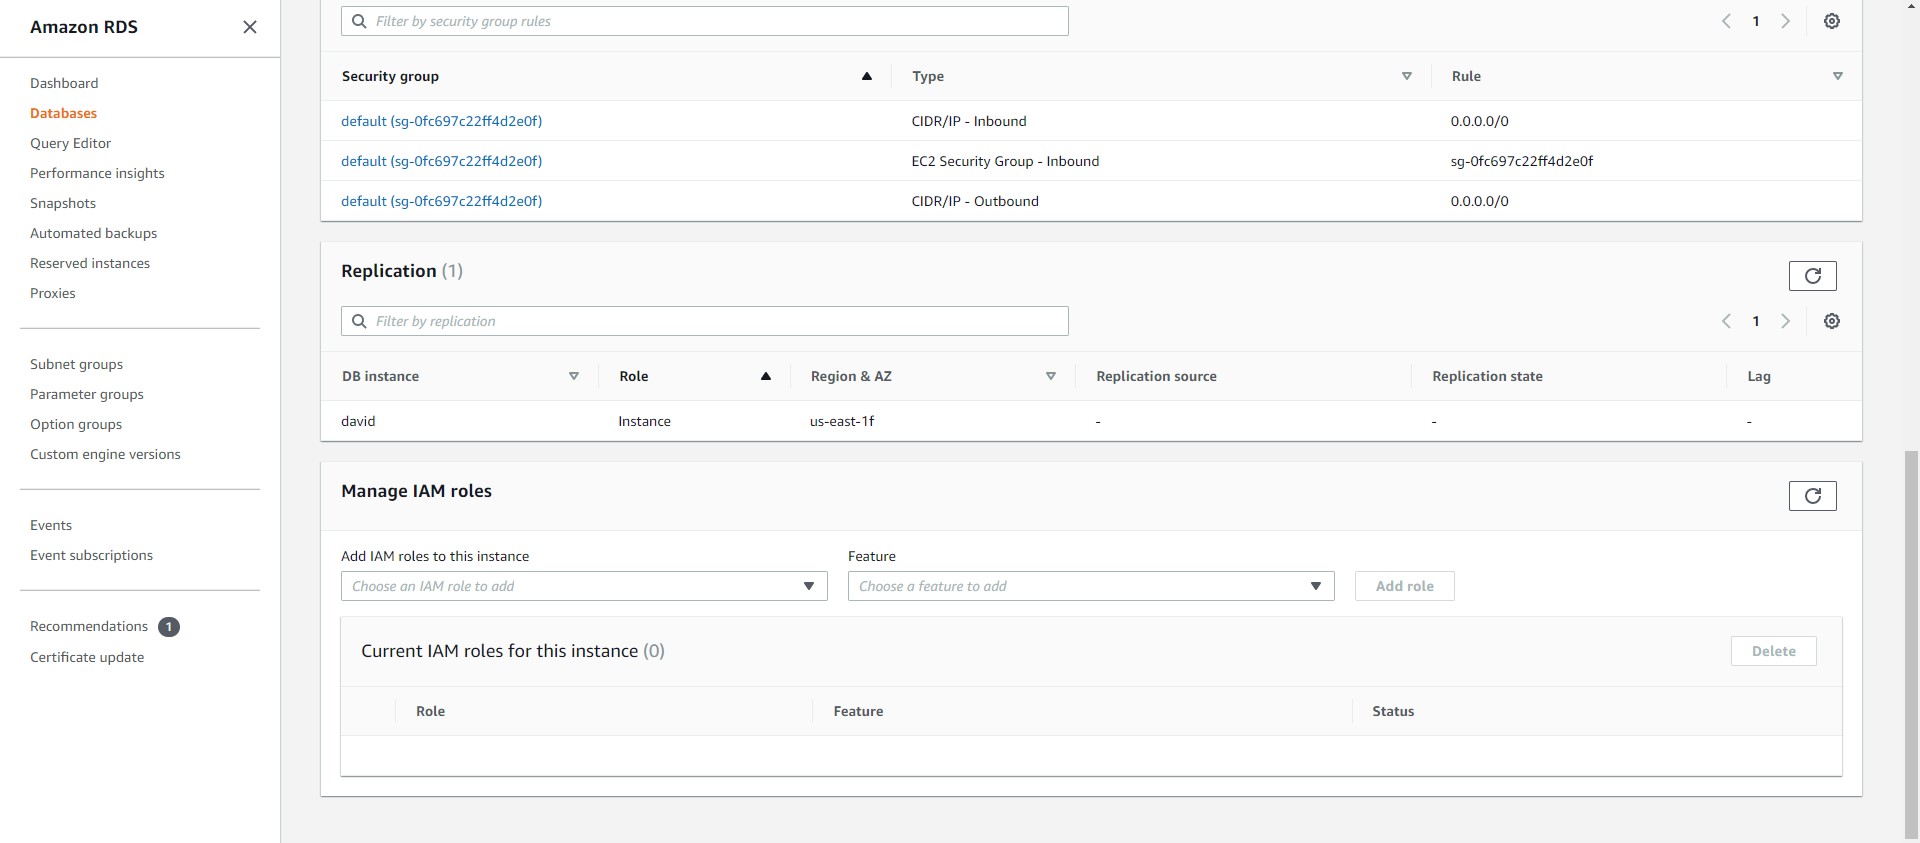 Amazon RDS
Dashboard
Databases
Query Editor
Performance insights
Snapshots
Automated backups
Reserved instances
Proxies
Subnet groups
Parameter groups
Option groups
Custom engine versions
Events
Event subscriptions
Recommendations 1
Certificate update
Filter by security group rules
1
Security group Type Rule
default (sg-0fc697c22ff4d2e0f) CIDR/IP - Inbound 0.0.0.0/0
default (sg-0fc697c22ff4d2e0f) EC2 Security Group - Inbound sg-0fc697c22ff4d2e0f
default (sg-0fc697c22ff4d2e0f) CIDR/IP - Outbound 0.0.0.0/0
Replication (1)
Filter by replication
1
DB instance Role Region & AZ Replication source Replication state Lag
david Instance us-east-1f - - -
Manage IAM roles
Add IAM roles to this instance Feature
Choose an IAM role to add Choose a feature to add Add role
Current IAM roles for this instance (0) Delete
Role Feature Status